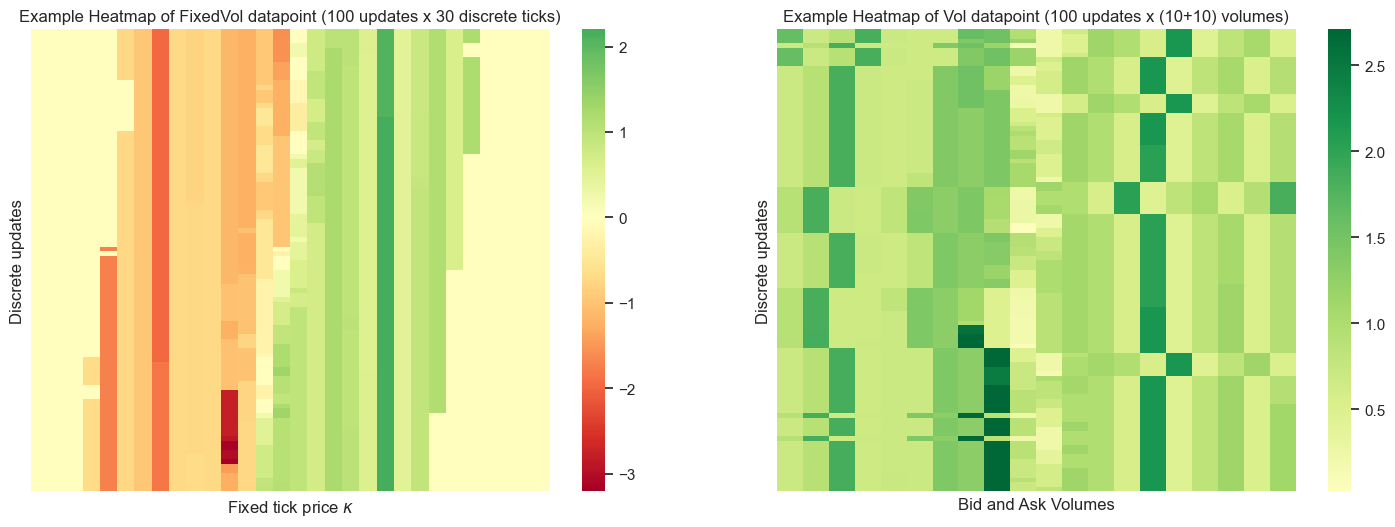 Example Heatmap of FixedVol datapoint (100 updates x 30 discrete ticks)
Discrete updates
2
1
0
−1
−2
−3
Fixed tick price κ
Example Heatmap of Vol datapoint (100 updates x (10+10) volumes)
Discrete updates
2.5
2.0
1.5
1.0
0.5
Bid and Ask Volumes